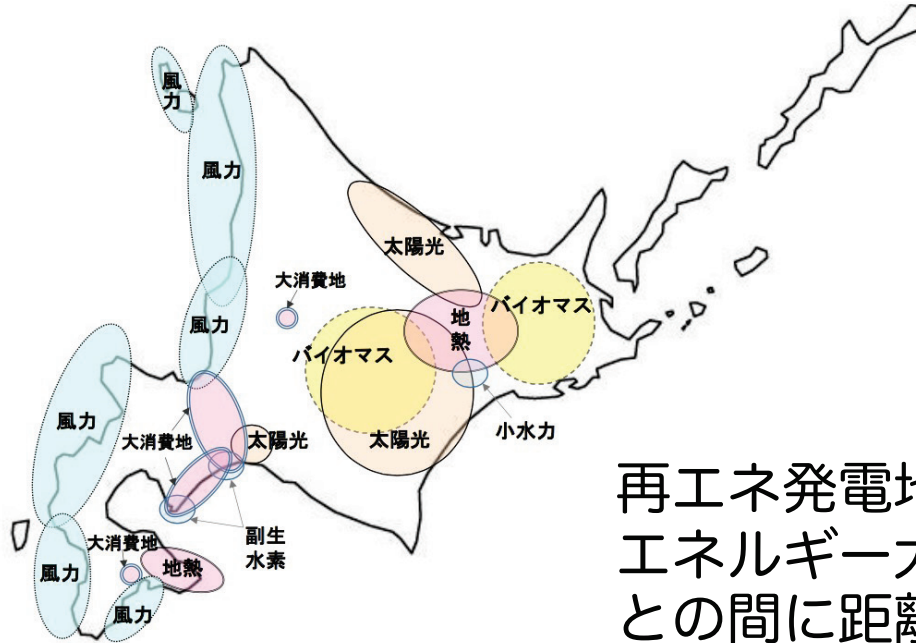 風
力
風力
太陽光
大消費地
地
熱
バイオマス
風力
バイオマス
風力
大消費地
太陽光
太陽光
小水力
副生
水素
大消費地
地熱
風力
風力
再エネ発電地
エネルギー大
との間に距離